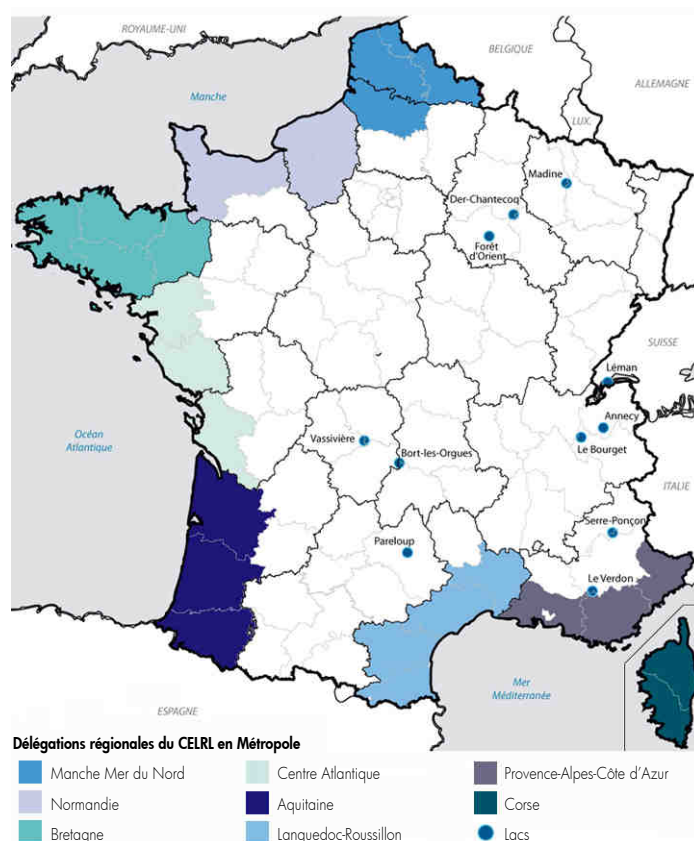 ROYAUME-UNI
BELGIQUE
ALLEMAGNE
Manche
LUX.
Madine
Der-Chantecoq
Forêt
d'Orient
SUISSE
Léman
Annecy
Océan
Atlantique
Vassivière
Le Bourget
Bort-les-Orgues
ITALIE
Serre-Ponçon
Pareloup
Le Verdon
Mer
Méditerranée
ESPAGNE
Délégations régionales du CELRL en Métropole
Manche Mer du Nord
Normandie
Bretagne
Centre Atlantique
Aquitaine
Languedoc-Roussillon
Provence-Alpes-Côte d'Azur
Corse
Lacs